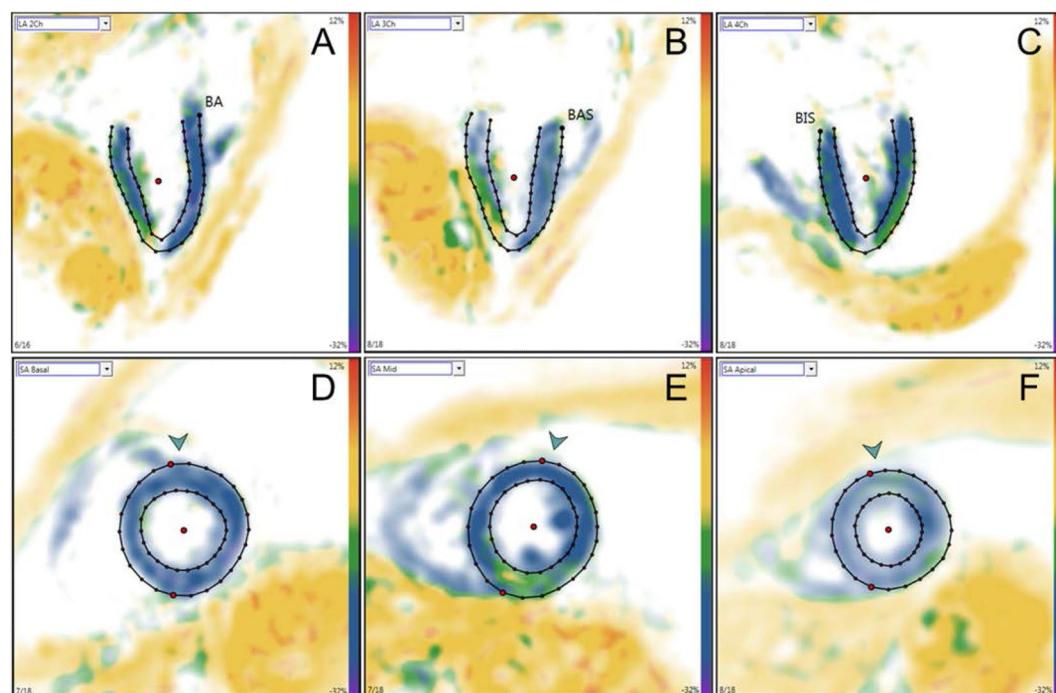 LA 2Ch
12%
A
BA
6/16
-32%
LA 3Ch
12%
B
BAS
8/18
-32%
LA 4Ch
12%
C
BIS
8/18
-32%
SA Basal
12%
D
7/18
-32%
SA Mid
12%
E
7/18
-32%
SA Apical
12%
F
8/18
-32%